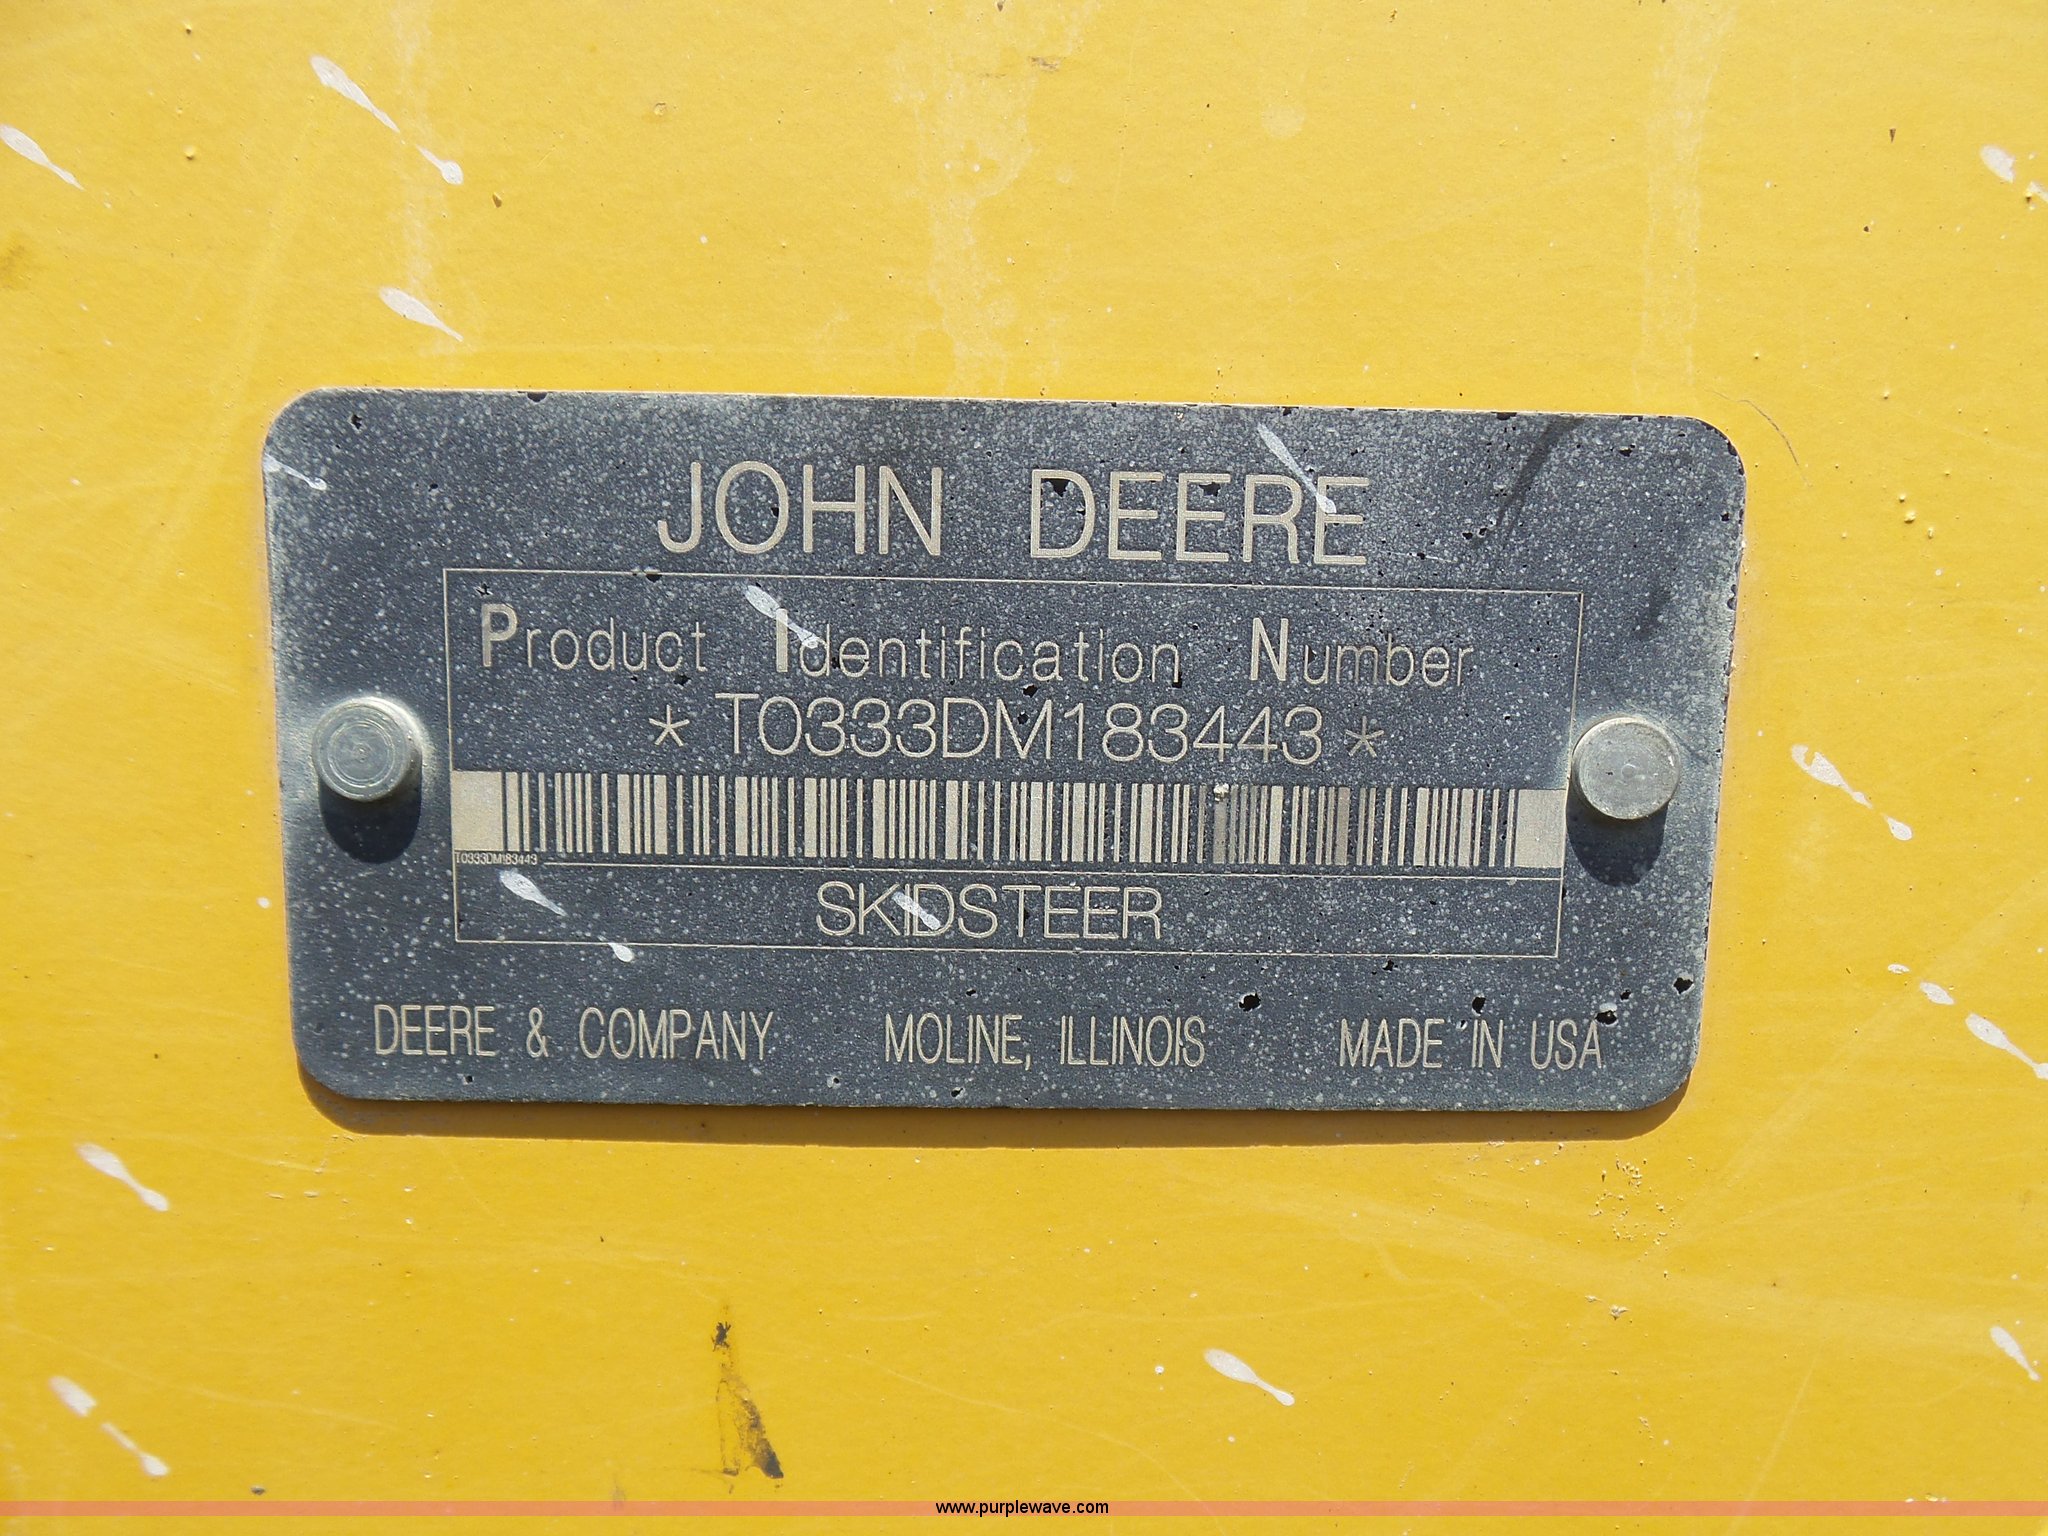 JOHN DEERE
Product Identification Number
* T0333DM183443 *
T0333DM183443
SKIDSTEER
DEERE & COMPANY MOLINE, ILLINOIS MADE IN USA
www.purplewave.com